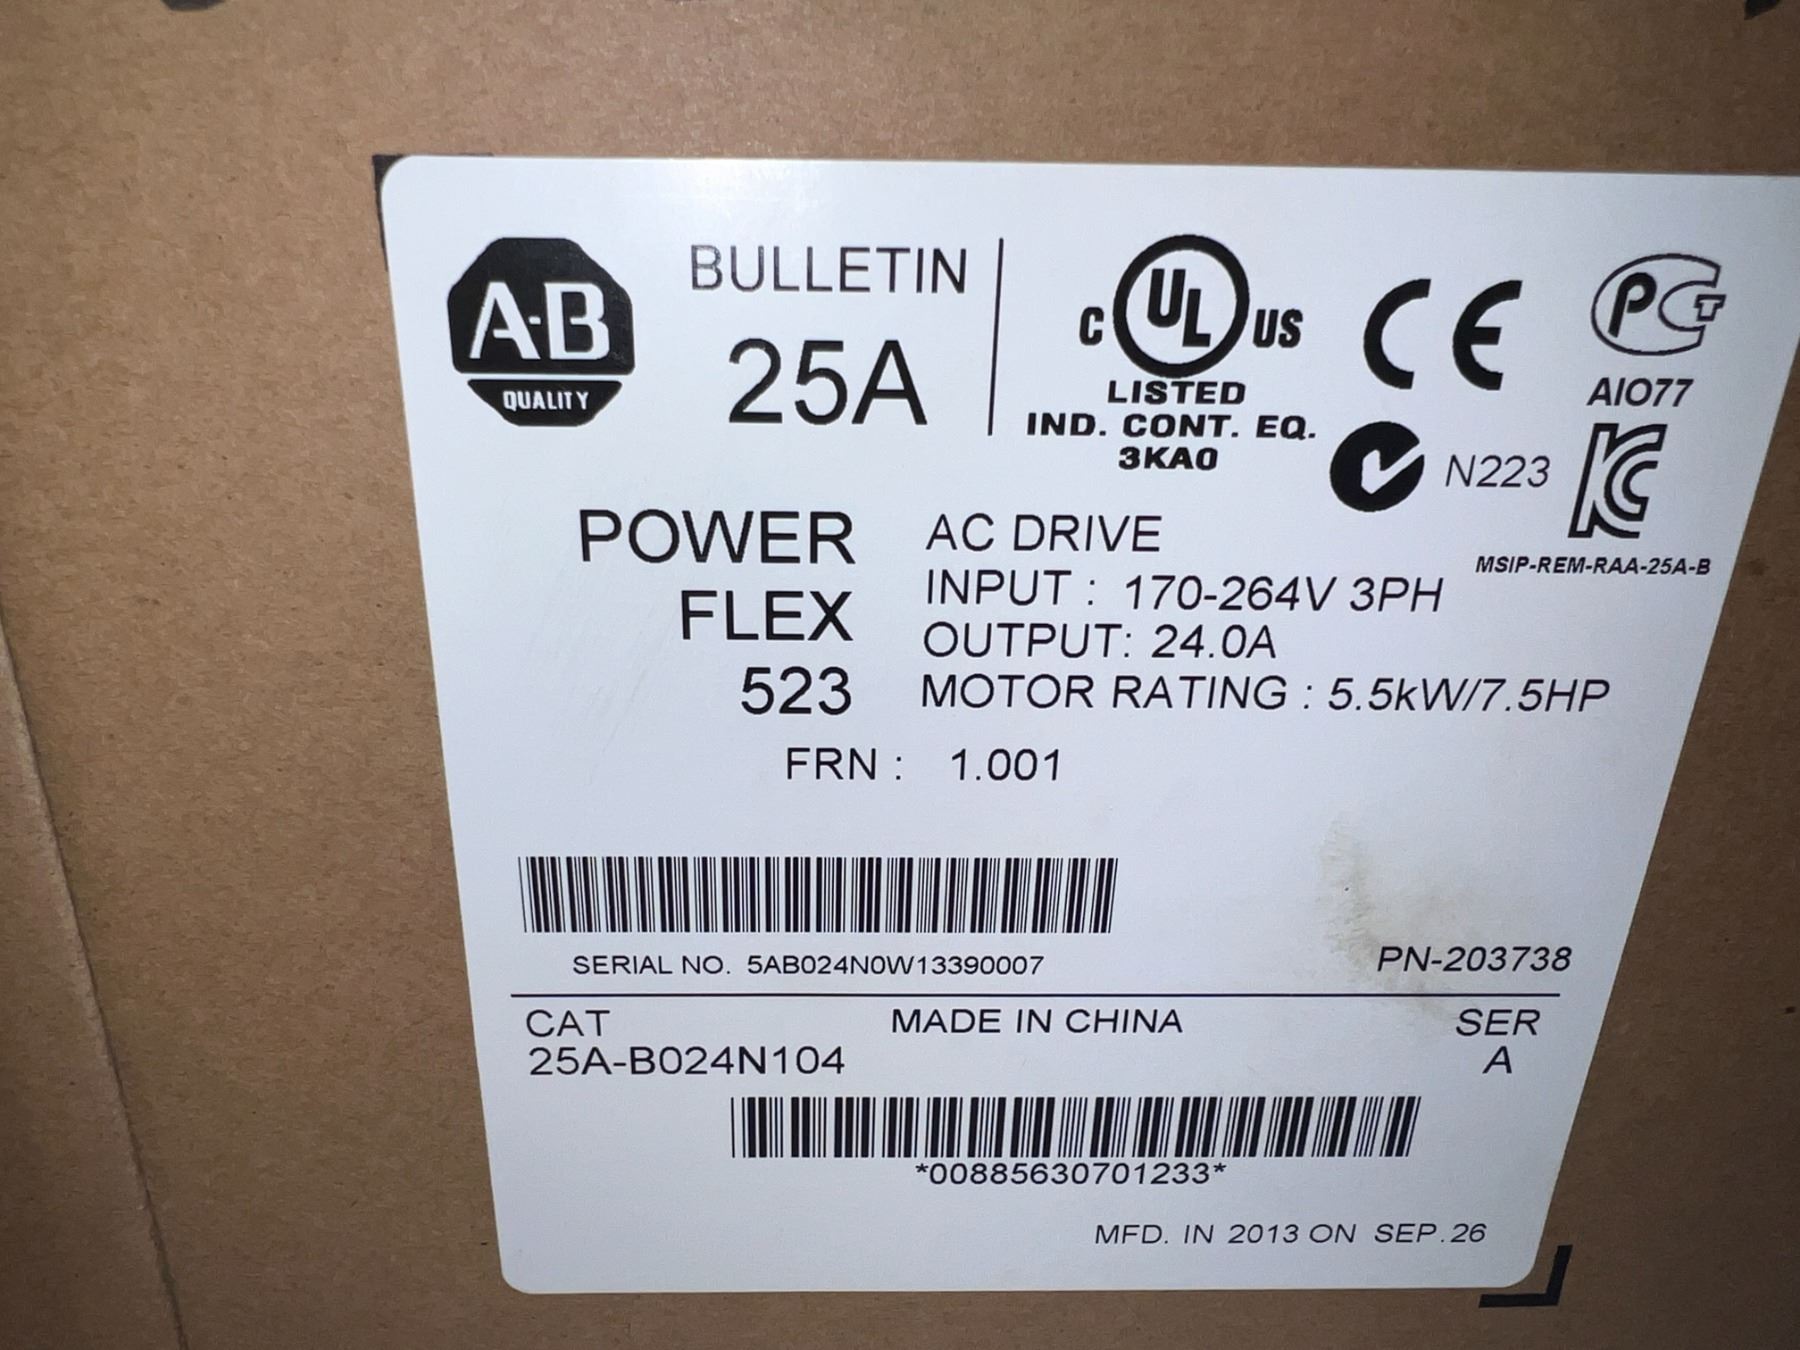 A-B
QUALITY
BULLETIN
25A
C UL US
LISTED
IND. CONT. EQ.
3KA0
CE
PCT
AIO77
N223
KC
MSIP-REM-RAA-25A-B
POWER
FLEX
523
AC DRIVE
INPUT : 170-264V 3PH
OUTPUT: 24.0A
MOTOR RATING : 5.5kW/7.5HP
FRN : 1.001
SERIAL NO. 5AB024N0W13390007
PN-203738
CAT MADE IN CHINA SER
25A-B024N104 A
*00885630701233*
MFD. IN 2013 ON SEP.26